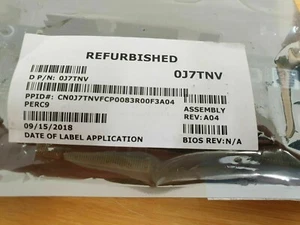 REFURBISHED
D P/N: 0J7TNV 0J7TNV
PPID#: CN0J7TNVFCP0083R00F3A04
PERC9 ASSEMBLY
09/15/2018 REV: A04
DATE OF LABEL APPLICATION BIOS REV:N/A